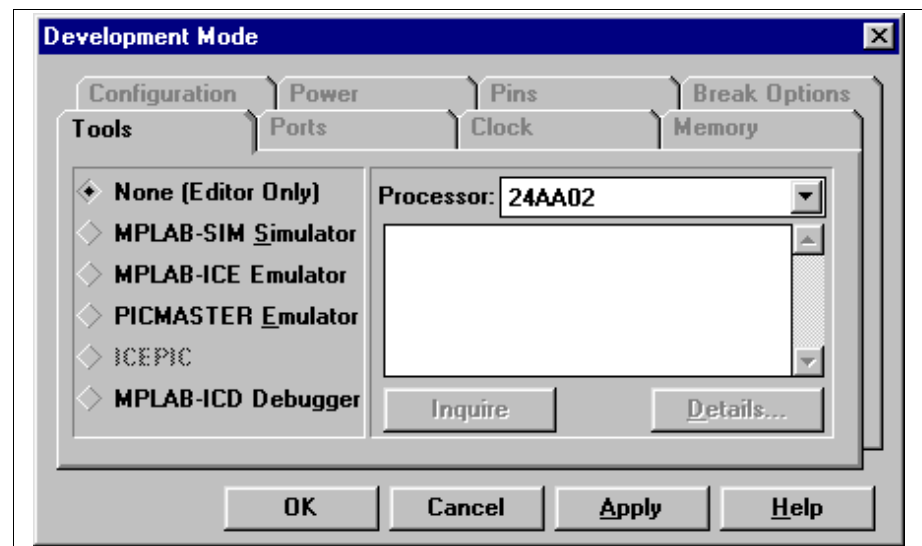 Development Mode
Configuration Power Pins Break Options
Tools Ports Clock Memory
None (Editor Only)
Processor: 24AA02
MPLAB-SIM Simulator
MPLAB-ICE Emulator
PICMASTER Emulator
ICEPIC
MPLAB-ICD Debugger
Inquire Details...
OK Cancel Apply Help